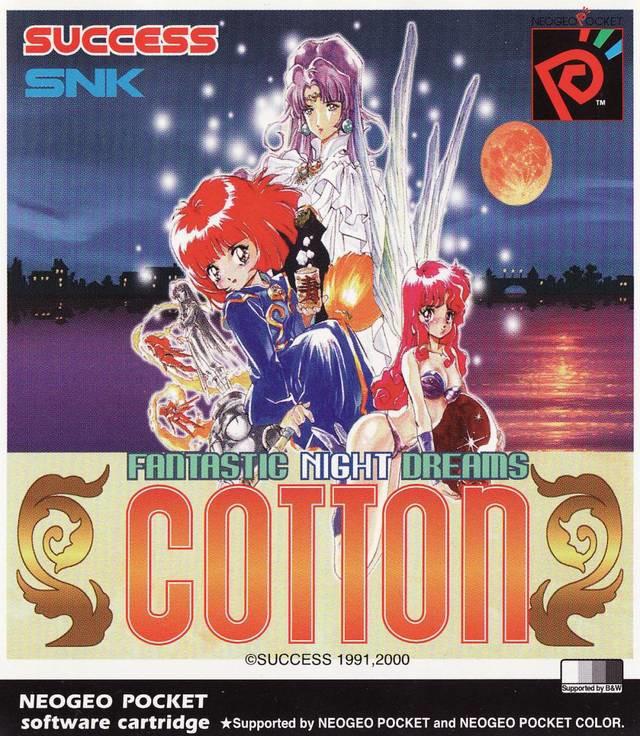 SUCCESS
SNK
NEOGEO POCKET
TM
FANTASTIC NIGHT DREAMS
COTTON
©SUCCESS 1991,2000
Supported by B&W
NEOGEO POCKET
software cartridge ★Supported by NEOGEO POCKET and NEOGEO POCKET COLOR.